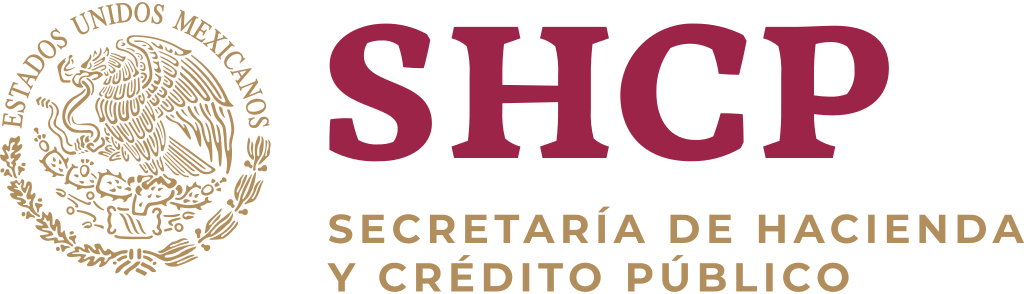 ESTADOS UNIDOS MEXICANOS
SHCP
SECRETARÍA DE HACIENDA
Y CRÉDITO PÚBLICO